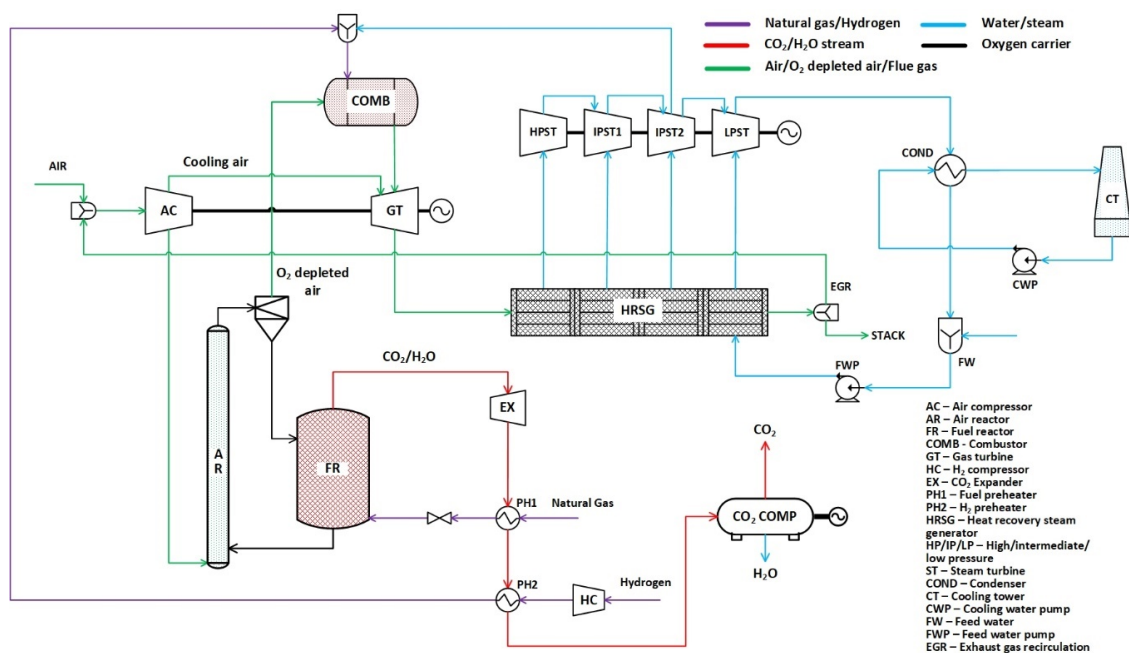 Natural gas/Hydrogen
Water/steam
CO₂/H₂O stream
Oxygen carrier
Air/O₂ depleted air/Flue gas
COMB
HPST
IPST1
IPST2
LPST
Cooling air
COND
AIR
AC
GT
CT
O₂ depleted
air
EGR
CWP
HRSG
STACK
FW
FWP
CO₂/H₂O
EX
CO₂
AR
FR
PH1
Natural Gas
CO₂ COMP
H₂O
PH2
Hydrogen
HC
AC – Air compressor
AR – Air reactor
FR – Fuel reactor
COMB - Combustor
GT – Gas turbine
HC – H₂ compressor
EX – CO₂ Expander
PH1 – Fuel preheater
PH2 – H₂ preheater
HRSG – Heat recovery steam
generator
HP/IP/LP – High/intermediate/
low pressure
ST – Steam turbine
COND – Condenser
CT – Cooling tower
CWP – Cooling water pump
FW – Feed water
FWP – Feed water pump
EGR – Exhaust gas recirculation